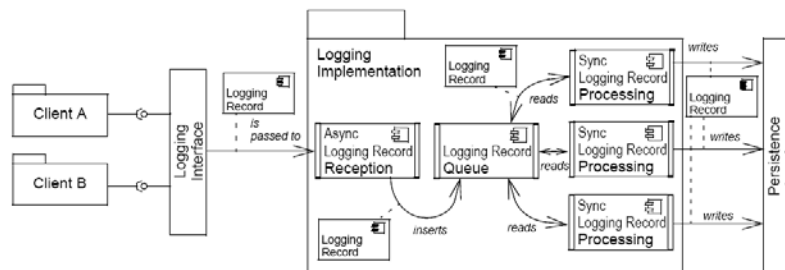 Client A
Client B
Logging
Interface
Logging
Record
is
passed to
Logging
Implementation
Async
Logging Record
Reception
Logging
Record
inserts
Logging
Record
Logging Record
Queue
reads
reads
reads
Sync
Logging Record
Processing
Sync
Logging Record
Processing
Sync
Logging Record
Processing
writes
Logging
Record
writes
writes
Persistence